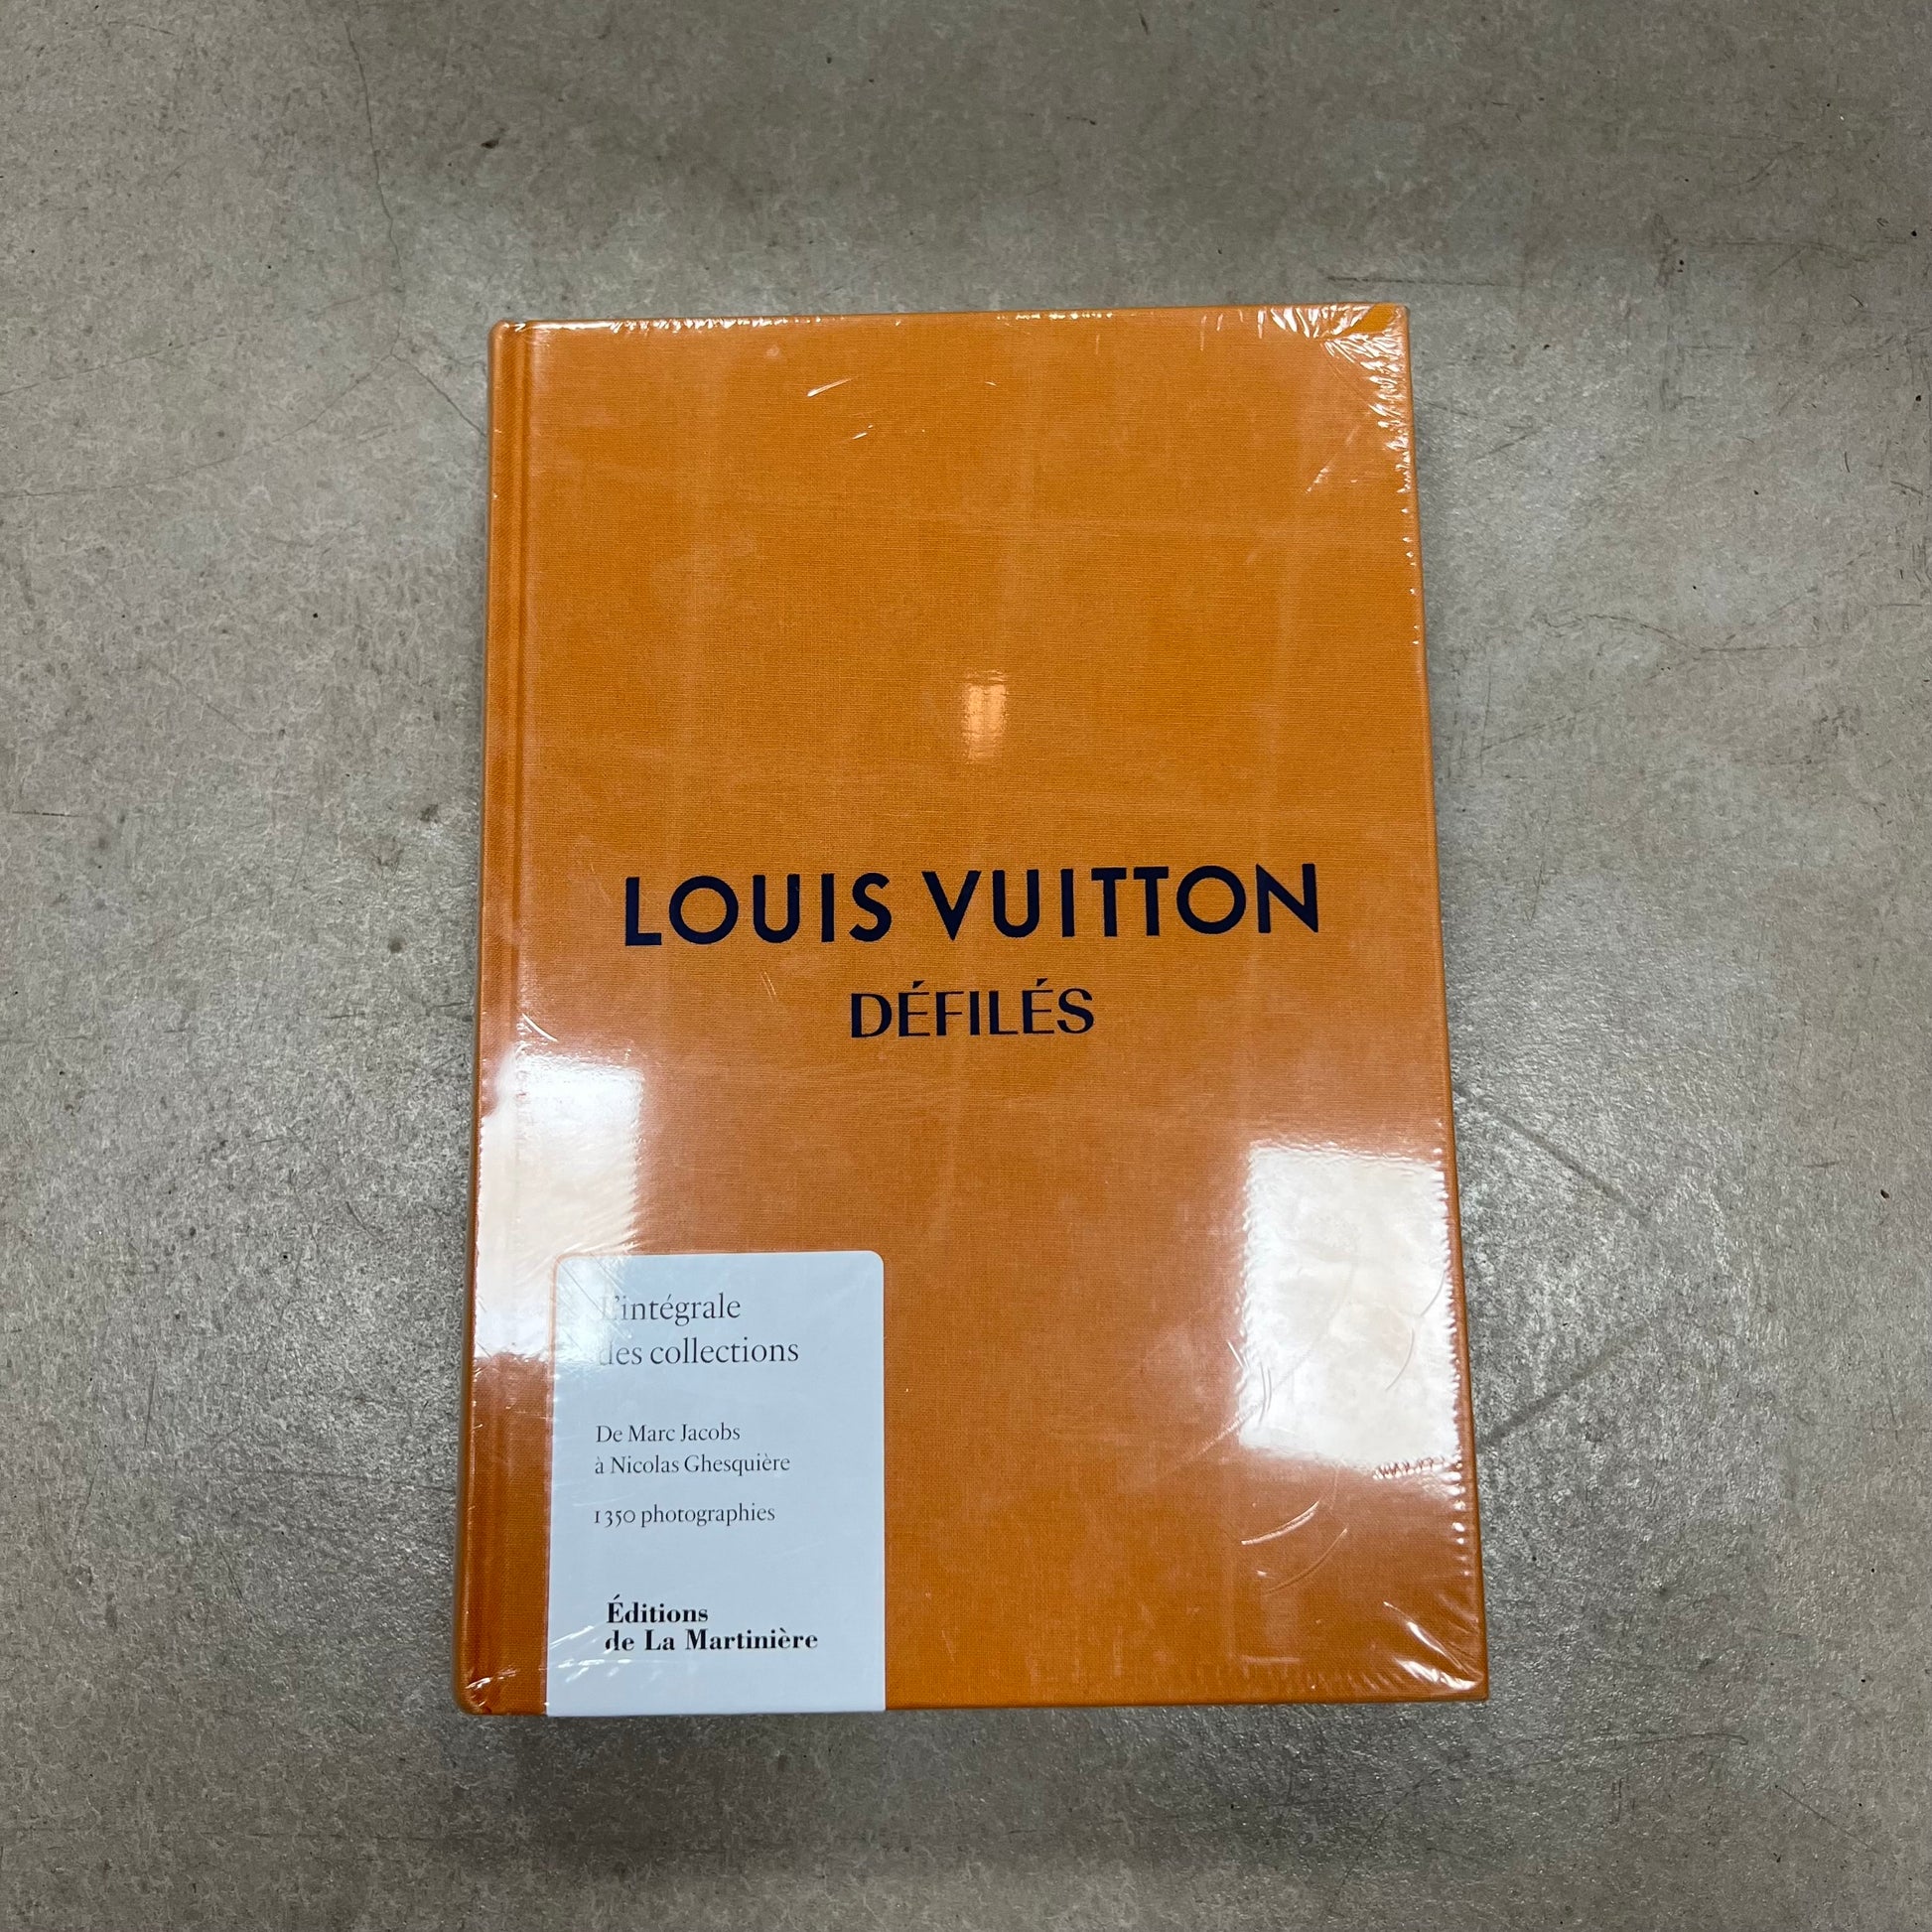 LOUIS VUITTON
DÉFILÉS
L'intégrale
des collections
De Marc Jacobs
à Nicolas Ghesquière
1350 photographies
Éditions
de La Martinière